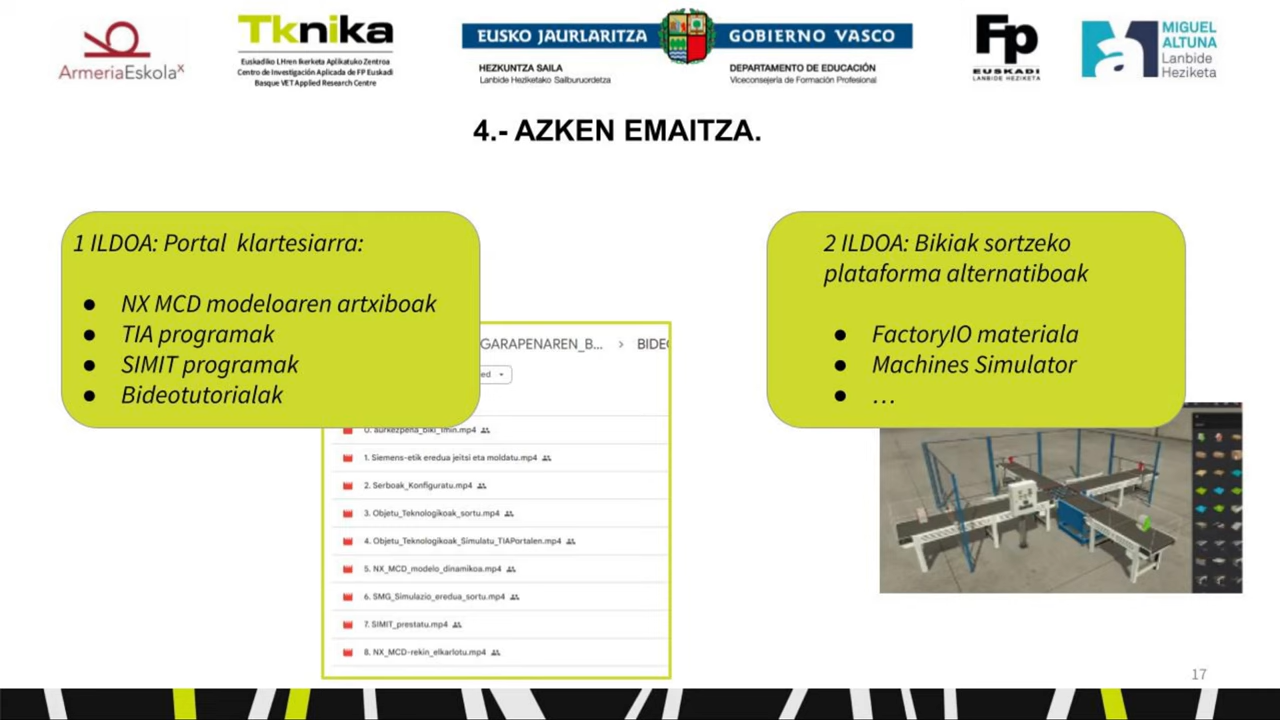 ArmeriaEskola
Tknika
Euskadiko LHren Ikerketa Aplikatuko Zentroa
Centro de Investigación Aplicada de FP Euskadi
Basque VET Applied Research Centre
EUSKO JAURLARITZA
GOBIERNO VASCO
HEZKUNTZA SAILA
Lanbide Heziketako Sailburuordetza
DEPARTAMENTO DE EDUCACIÓN
Viceconsejería de Formación Profesional
Fp
EUSKADI
LANBIDE HEZIKETA
MIGUEL
ALTUNA
Lanbide
Heziketa
4.- AZKEN EMAITZA.
1 ILDOA: Portal klartesiarra:
● NX MCD modeloaren artxiboak
● TIA programak
● SIMIT programak
● Bideotutorialak
GARAPENAREN_B... > BIDE
ed
0. aurkezpena_biki_1min.mp4
1. Siemens-etik eredua jeitsi eta moldatu.mp4
2. Serboak_Konfiguratu.mp4
3. Objetu_Teknologikoak_sortu.mp4
4. Objetu_Teknologikoak_Simulatu_TIAPortalen.mp4
5. NX_MCD_modelo_dinamikoa.mp4
6. SMG_Simulazio_eredua_sortu.mp4
7. SIMIT_prestatu.mp4
8. NX_MCD-rekin_elkarlotu.mp4
2 ILDOA: Bikiak sortzeko
plataforma alternatiboak
● FactoryIO materiala
● Machines Simulator
● …
17